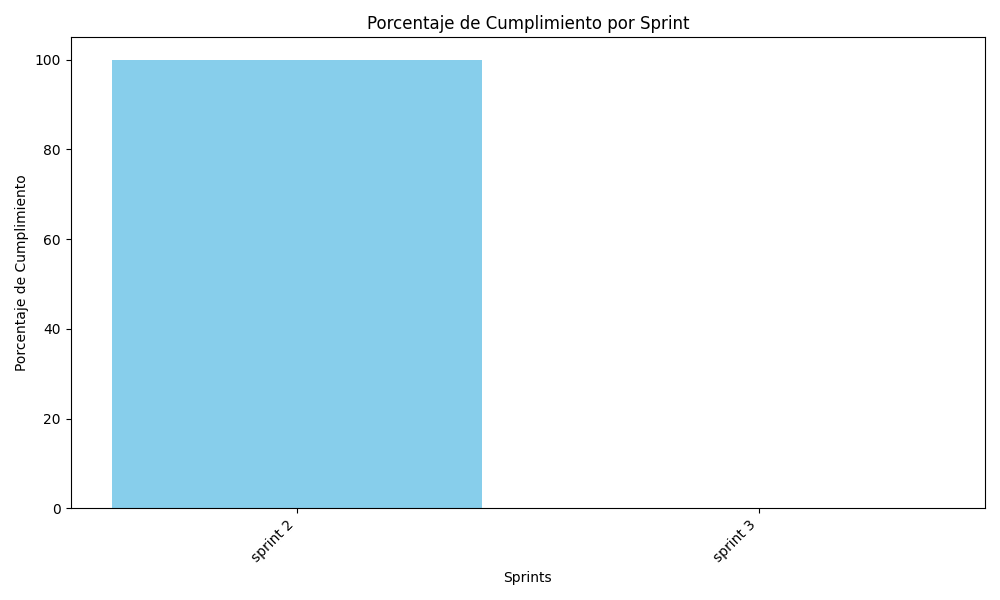 Porcentaje de Cumplimiento por Sprint
100
80
60
40
20
0
Porcentaje de Cumplimiento
sprint 2
sprint 3
Sprints